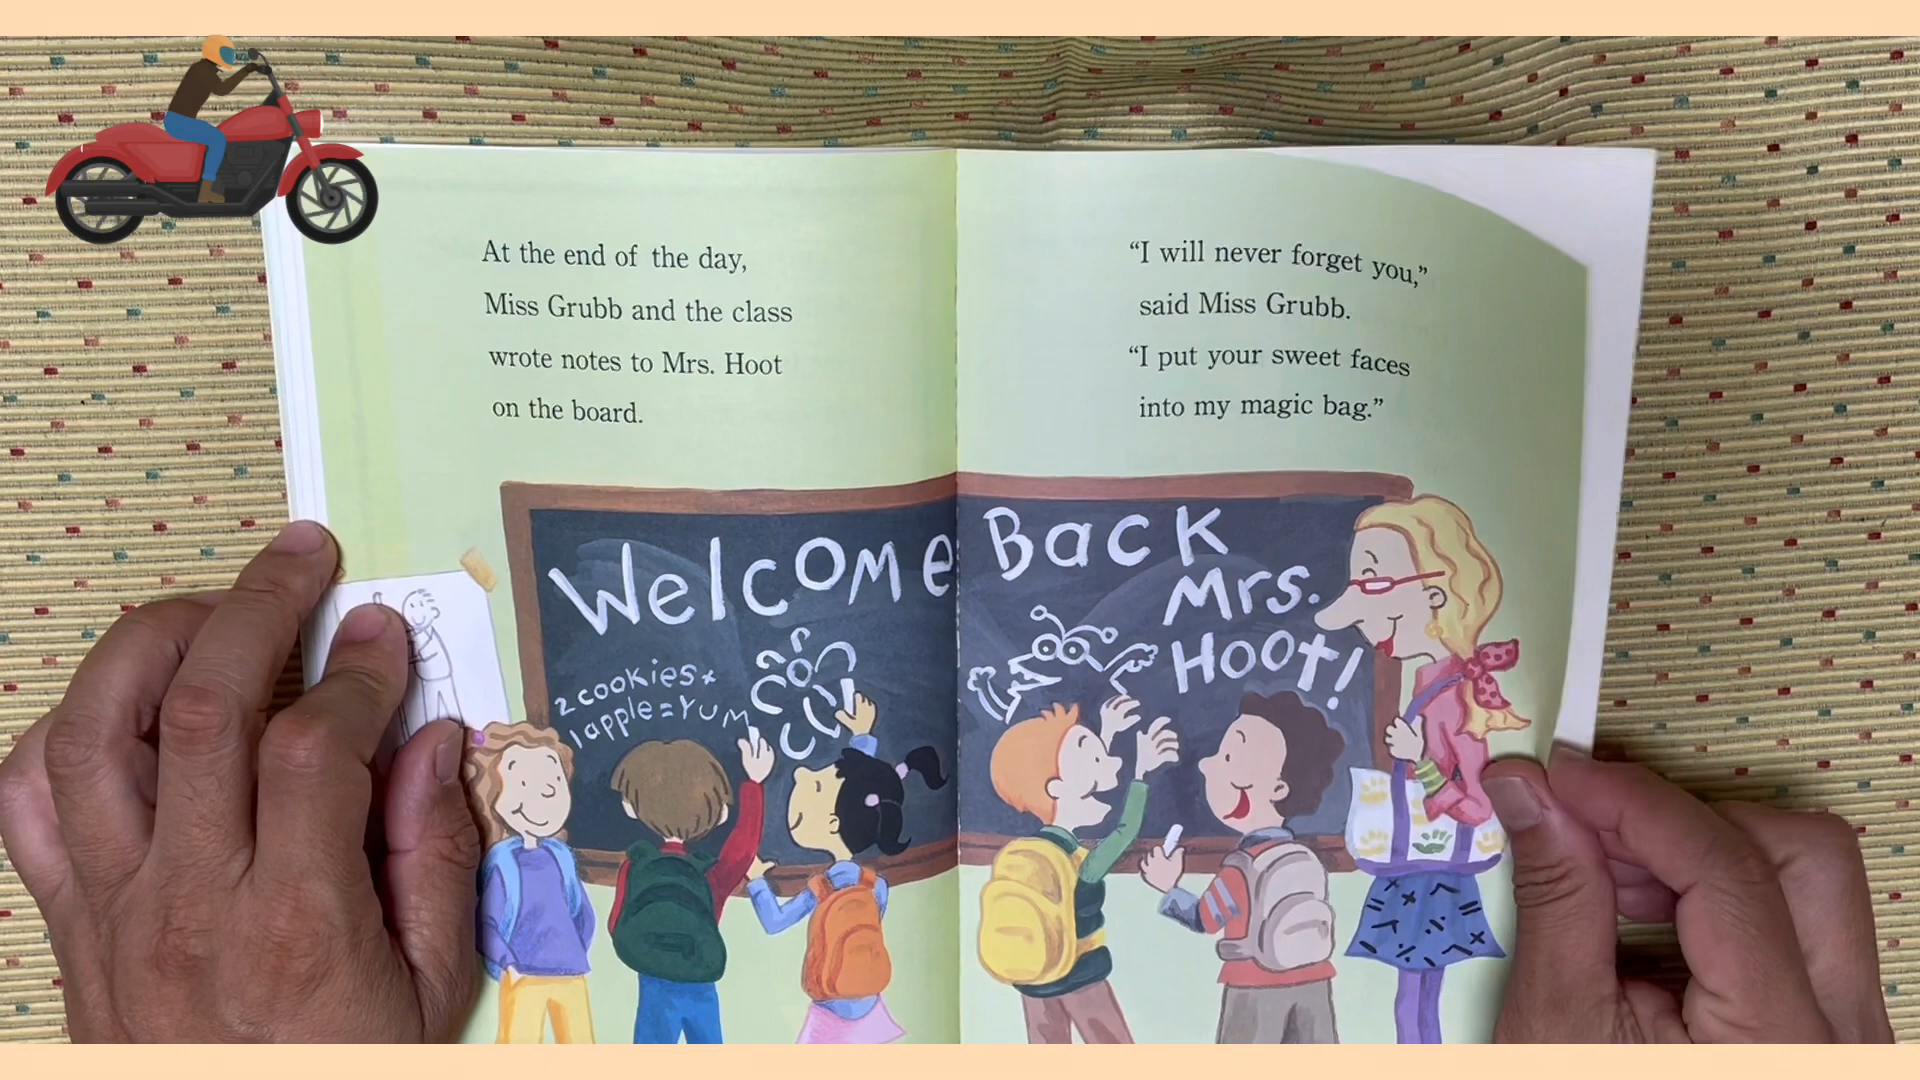 At the end of the day,
Miss Grubb and the class
wrote notes to Mrs. Hoot
on the board.
“I will never forget you,”
said Miss Grubb.
“I put your sweet faces
into my magic bag.”
Welcome Back
Mrs.
Hoot!
2 cookies+
1 apple=YUM